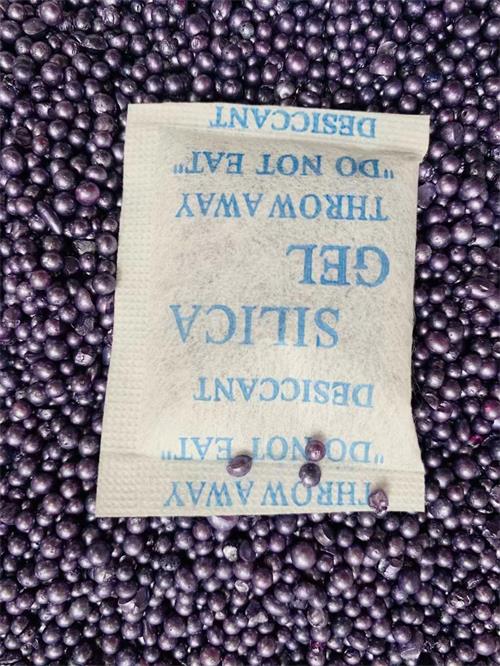 THROW AWAY
"DO NOT EAT"
DESICCANT
SILICA
GEL
THROW AWAY
"DO NOT EAT"
DESICCANT